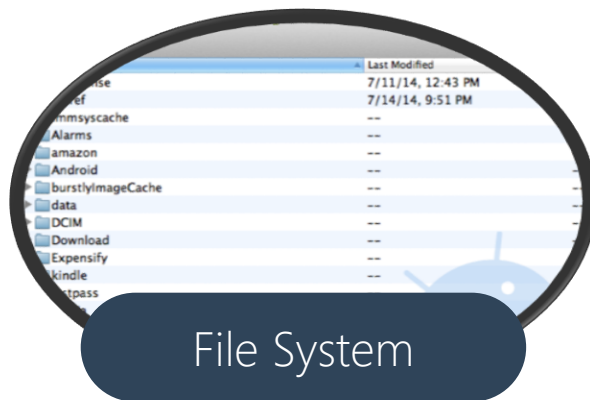 Last Modified
7/11/14, 12:43 PM
7/14/14, 9:51 PM
mmsyscache --
Alarms --
amazon --
Android -- --
burstlyImageCache -- --
data -- --
DCIM -- --
Download --
Expensify --
kindle --
--
File System